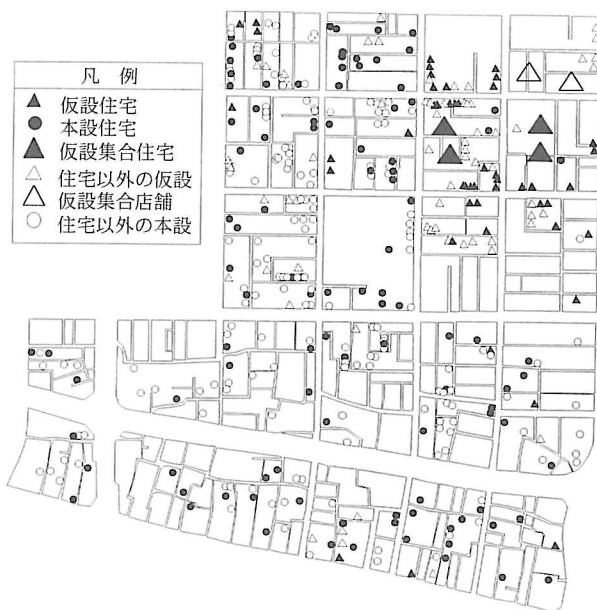 凡 例
仮設住宅
本設住宅
仮設集合住宅
住宅以外の仮設
仮設集合店舗
住宅以外の本設